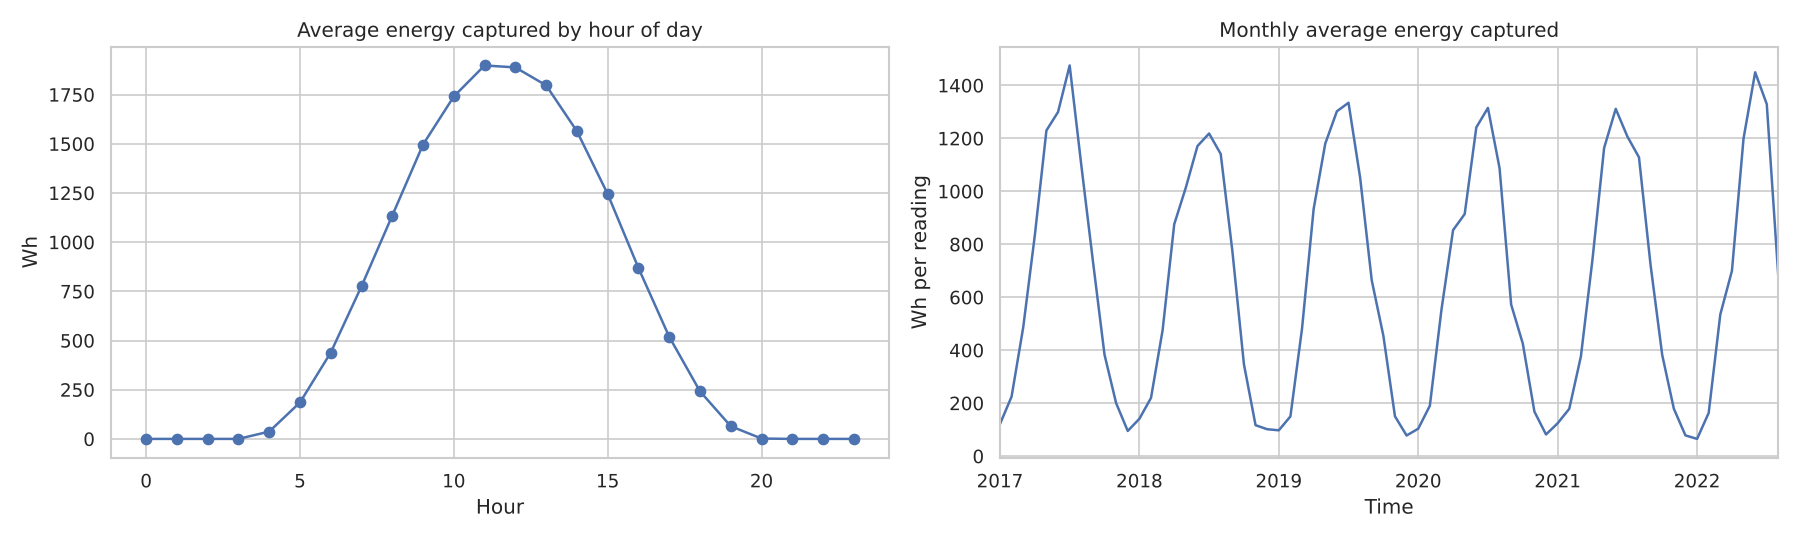 Average energy captured by hour of day
1750
1500
1250
1000
750
500
250
0
Wh
0 5 10 15 20
Hour
Monthly average energy captured
1400
1200
1000
800
600
400
200
0
Wh per reading
2017 2018 2019 2020 2021 2022
Time